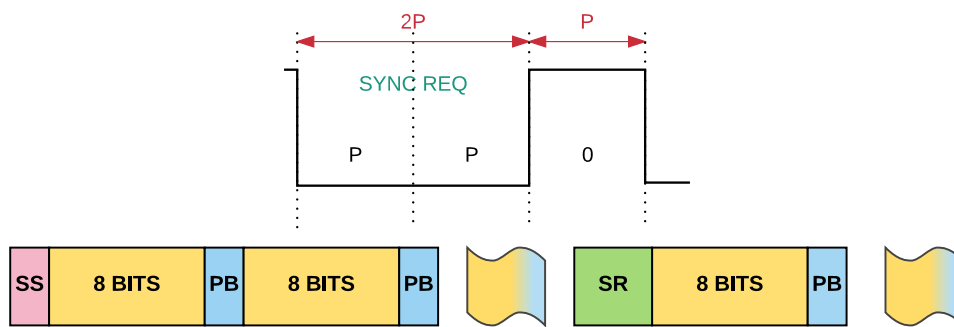 2P P
SYNC REQ
P P 0
SS 8 BITS PB 8 BITS PB SR 8 BITS PB